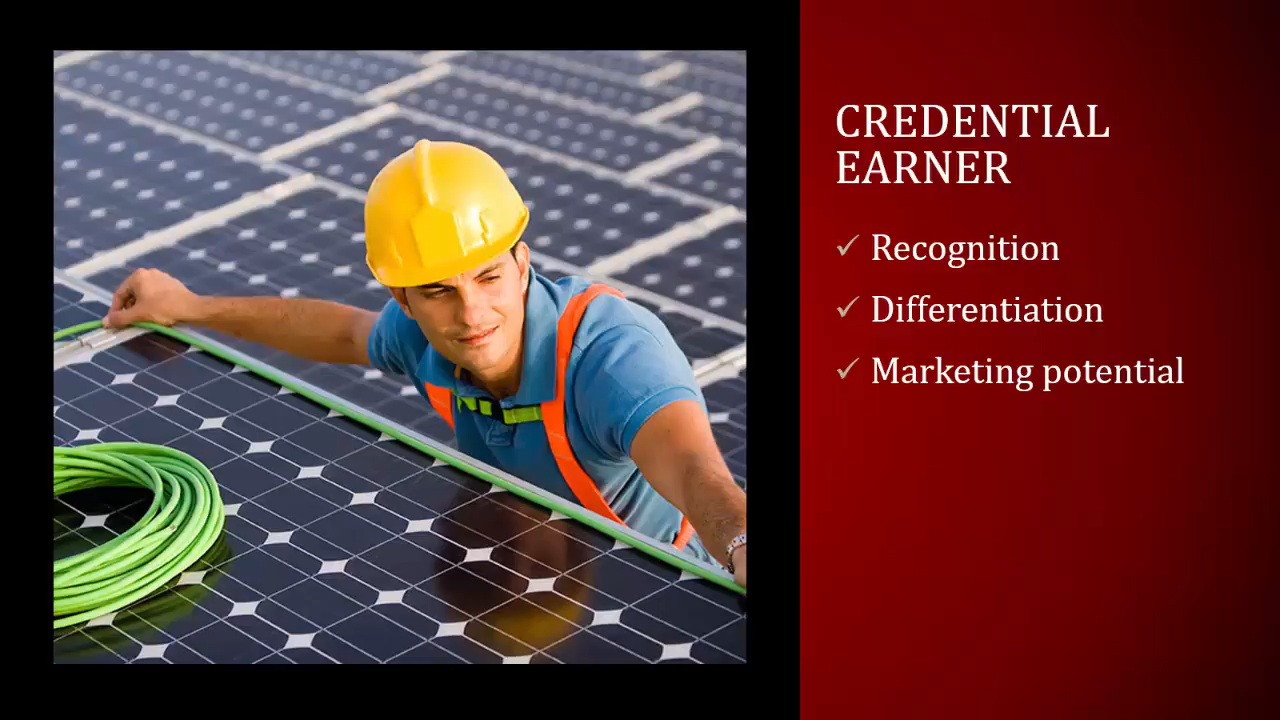 CREDENTIAL
EARNER
✓ Recognition
✓ Differentiation
✓ Marketing potential